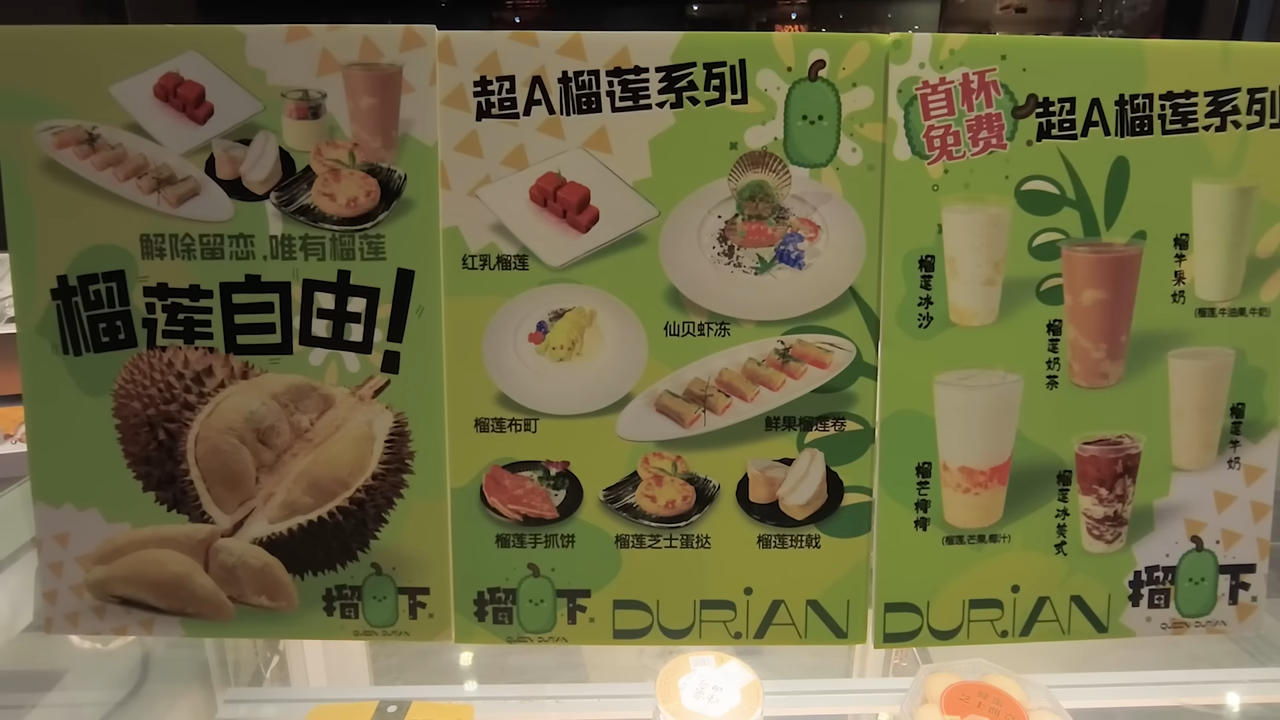 解除留恋,唯有榴莲
榴莲自由!
榴 下
QUEEN DURIAN
超A榴莲系列
红乳榴莲
仙贝虾冻
榴莲布町
鲜果榴莲卷
榴莲手抓饼
榴莲芝士蛋挞
榴莲班戟
榴 下
QUEEN DURIAN
DURiAN
首杯
免费
超A榴莲系列
榴莲冰沙
榴莲奶茶
榴牛果奶
(榴莲,牛油果,牛奶)
榴芒椰椰
(榴莲,芒果,椰汁)
榴莲冰美式
榴莲牛奶
DURiAN
榴 下
QUEEN DURIAN